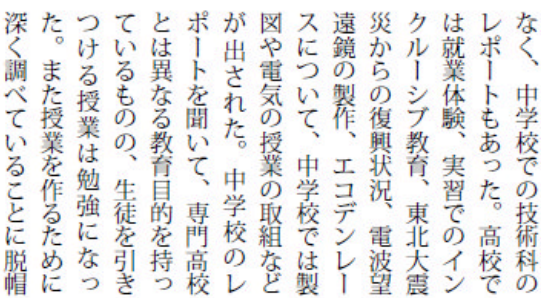 なく、中学校での技術科の
レポートもあった。高校で
は就業体験、実習でのイン
クルーシブ教育、東北大震
災からの復興状況、電波望
遠鏡の製作、エコデンレー
スについて、中学校では製
図や電気の授業の取組など
が出された。中学校のレ
ポートを聞いて、専門高校
とは異なる教育目的を持っ
ているものの、生徒を引き
つける授業は勉強になっ
た。また授業を作るために
深く調べていることに脱帽